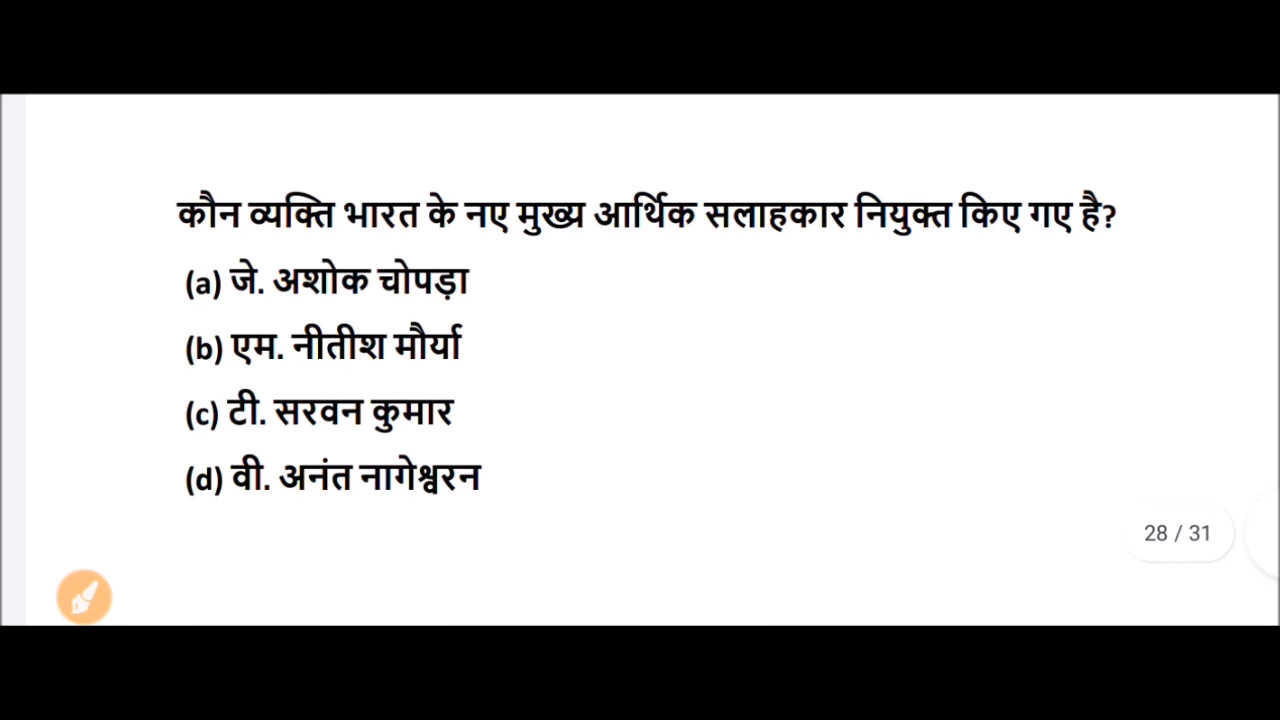 कौन व्यक्ति भारत के नए मुख्य आर्थिक सलाहकार नियुक्त किए गए है?
(a) जे. अशोक चोपड़ा
(b) एम. नीतीश मौर्या
(c) टी. सरवन कुमार
(d) वी. अनंत नागेश्वरन
28 / 31